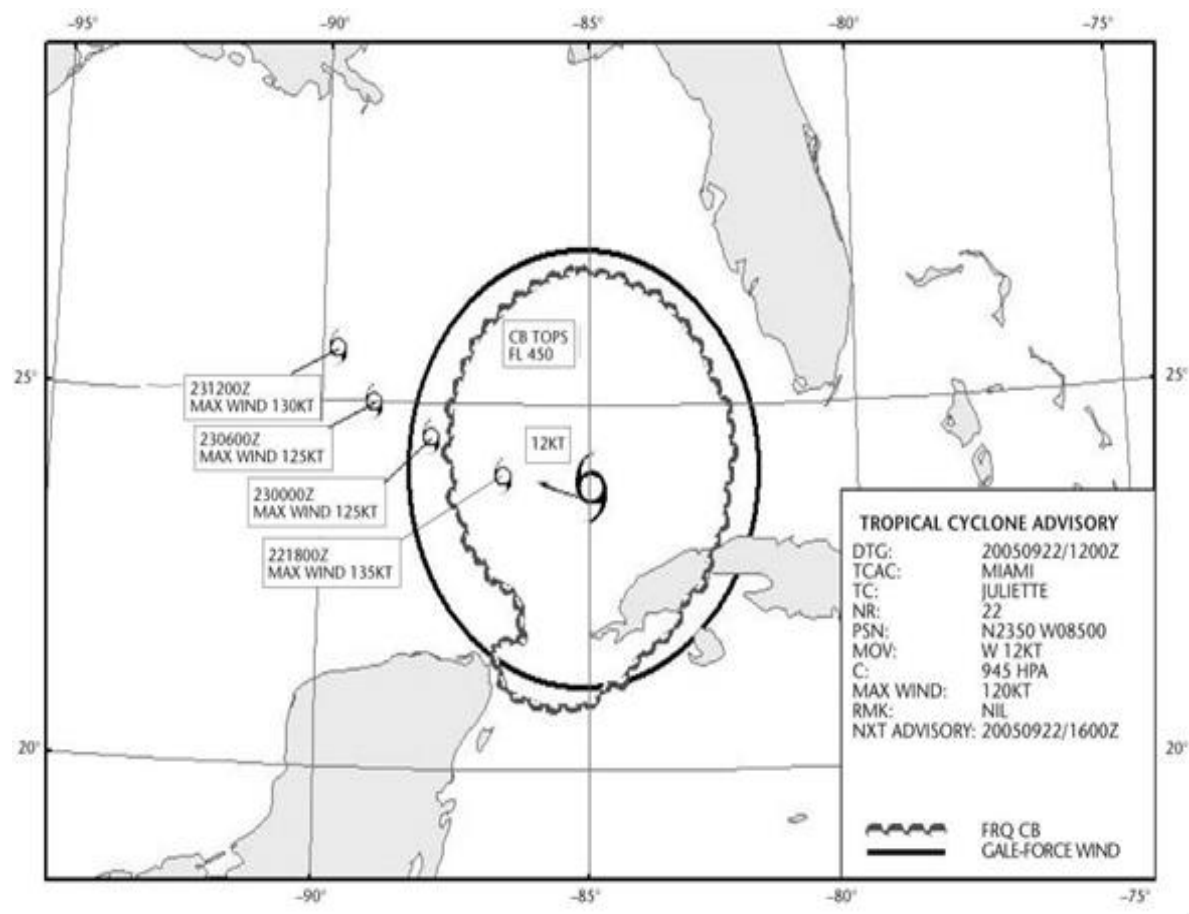 -95° -90° -85° -80° -75°
CB TOPS
FL 450
25° 25°
231200Z
MAX WIND 130KT
230600Z
MAX WIND 125KT
12KT
230000Z
MAX WIND 125KT
221800Z
MAX WIND 135KT
TROPICAL CYCLONE ADVISORY
DTG: 20050922/1200Z
TCAC: MIAMI
TC: JULIETTE
NR: 22
PSN: N2350 W08500
MOV: W 12KT
C: 945 HPA
MAX WIND: 120KT
RMK: NIL
NXT ADVISORY: 20050922/1600Z
20° 20°
FRQ CB
GALE-FORCE WIND
-90° -85° -80° -75°